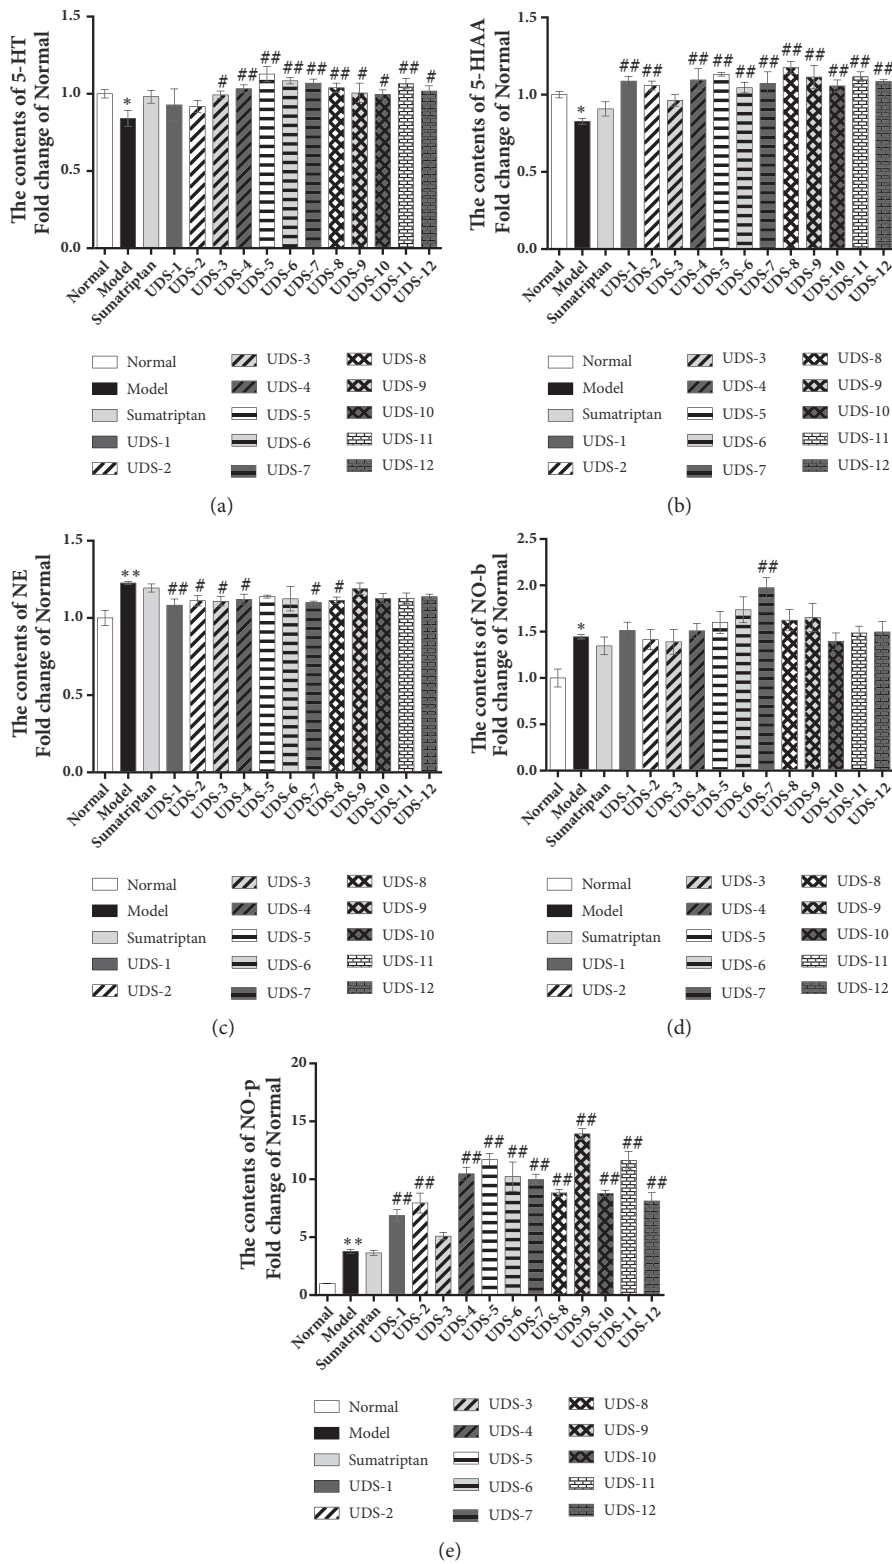 The contents of 5-HT
Fold change of Normal
1.5
1.0
0.5
0.0
*
#
##
##
##
##
##
#
#
##
#
Normal
Model
Sumatriptan
UDS-1
UDS-2
UDS-3
UDS-4
UDS-5
UDS-6
UDS-7
UDS-8
UDS-9
UDS-10
UDS-11
UDS-12
Normal
Model
Sumatriptan
UDS-1
UDS-2
UDS-3
UDS-4
UDS-5
UDS-6
UDS-7
UDS-8
UDS-9
UDS-10
UDS-11
UDS-12
(a)
The contents of 5-HIAA
Fold change of Normal
1.5
1.0
0.5
0.0
*
##
##
##
##
##
##
##
##
##
##
##
Normal
Model
Sumatriptan
UDS-1
UDS-2
UDS-3
UDS-4
UDS-5
UDS-6
UDS-7
UDS-8
UDS-9
UDS-10
UDS-11
UDS-12
Normal
Model
Sumatriptan
UDS-1
UDS-2
UDS-3
UDS-4
UDS-5
UDS-6
UDS-7
UDS-8
UDS-9
UDS-10
UDS-11
UDS-12
(b)
The contents of NE
Fold change of Normal
1.5
1.0
0.5
0.0
**
##
#
#
#
#
#
Normal
Model
Sumatriptan
UDS-1
UDS-2
UDS-3
UDS-4
UDS-5
UDS-6
UDS-7
UDS-8
UDS-9
UDS-10
UDS-11
UDS-12
Normal
Model
Sumatriptan
UDS-1
UDS-2
UDS-3
UDS-4
UDS-5
UDS-6
UDS-7
UDS-8
UDS-9
UDS-10
UDS-11
UDS-12
(c)
The contents of NO-b
Fold change of Normal
2.5
2.0
1.5
1.0
0.5
0.0
*
##
Normal
Model
Sumatriptan
UDS-1
UDS-2
UDS-3
UDS-4
UDS-5
UDS-6
UDS-7
UDS-8
UDS-9
UDS-10
UDS-11
UDS-12
Normal
Model
Sumatriptan
UDS-1
UDS-2
UDS-3
UDS-4
UDS-5
UDS-6
UDS-7
UDS-8
UDS-9
UDS-10
UDS-11
UDS-12
(d)
The contents of NO-p
Fold change of Normal
20
15
10
5
0
**
##
##
##
##
##
##
##
##
##
##
##
Normal
Model
Sumatriptan
UDS-1
UDS-2
UDS-3
UDS-4
UDS-5
UDS-6
UDS-7
UDS-8
UDS-9
UDS-10
UDS-11
UDS-12
Normal
Model
Sumatriptan
UDS-1
UDS-2
UDS-3
UDS-4
UDS-5
UDS-6
UDS-7
UDS-8
UDS-9
UDS-10
UDS-11
UDS-12
(e)